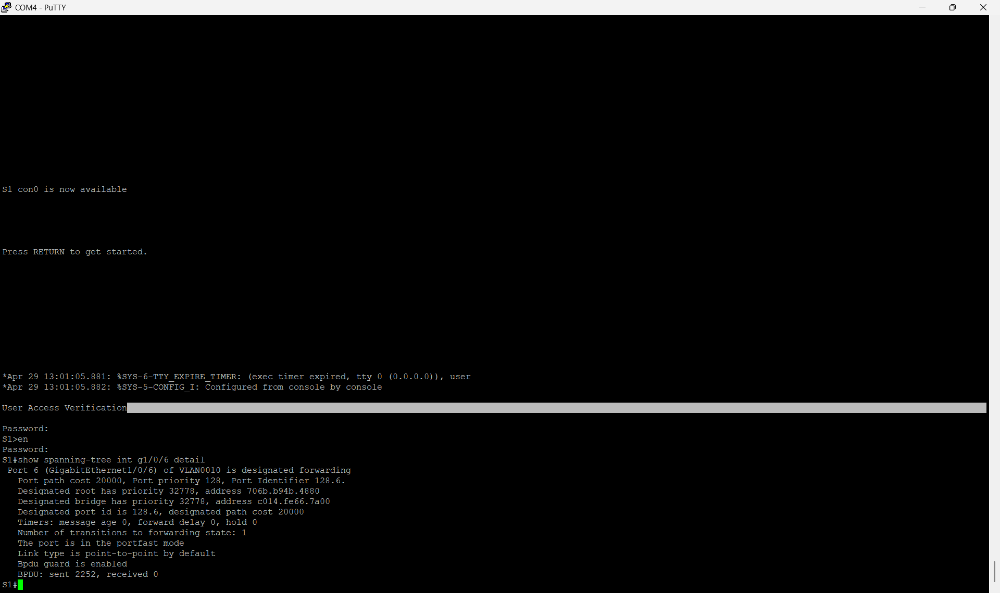 COM4 - PuTTY
S1 con0 is now available
Press RETURN to get started.
*Apr 29 13:01:05.881: %SYS-6-TTY_EXPIRE_TIMER: (exec timer expired, tty 0 (0.0.0.0)), user
*Apr 29 13:01:05.882: %SYS-5-CONFIG_I: Configured from console by console
User Access Verification
Password:
S1>en
Password:
S1#show spanning-tree int g1/0/6 detail
Port 6 (GigabitEthernet1/0/6) of VLAN0010 is designated forwarding
Port path cost 20000, Port priority 128, Port Identifier 128.6.
Designated root has priority 32778, address 706b.b94b.4880
Designated bridge has priority 32778, address c014.fe66.7a00
Designated port id is 128.6, designated path cost 20000
Timers: message age 0, forward delay 0, hold 0
Number of transitions to forwarding state: 1
The port is in the portfast mode
Link type is point-to-point by default
Bpdu guard is enabled
BPDU: sent 2252, received 0
S1#